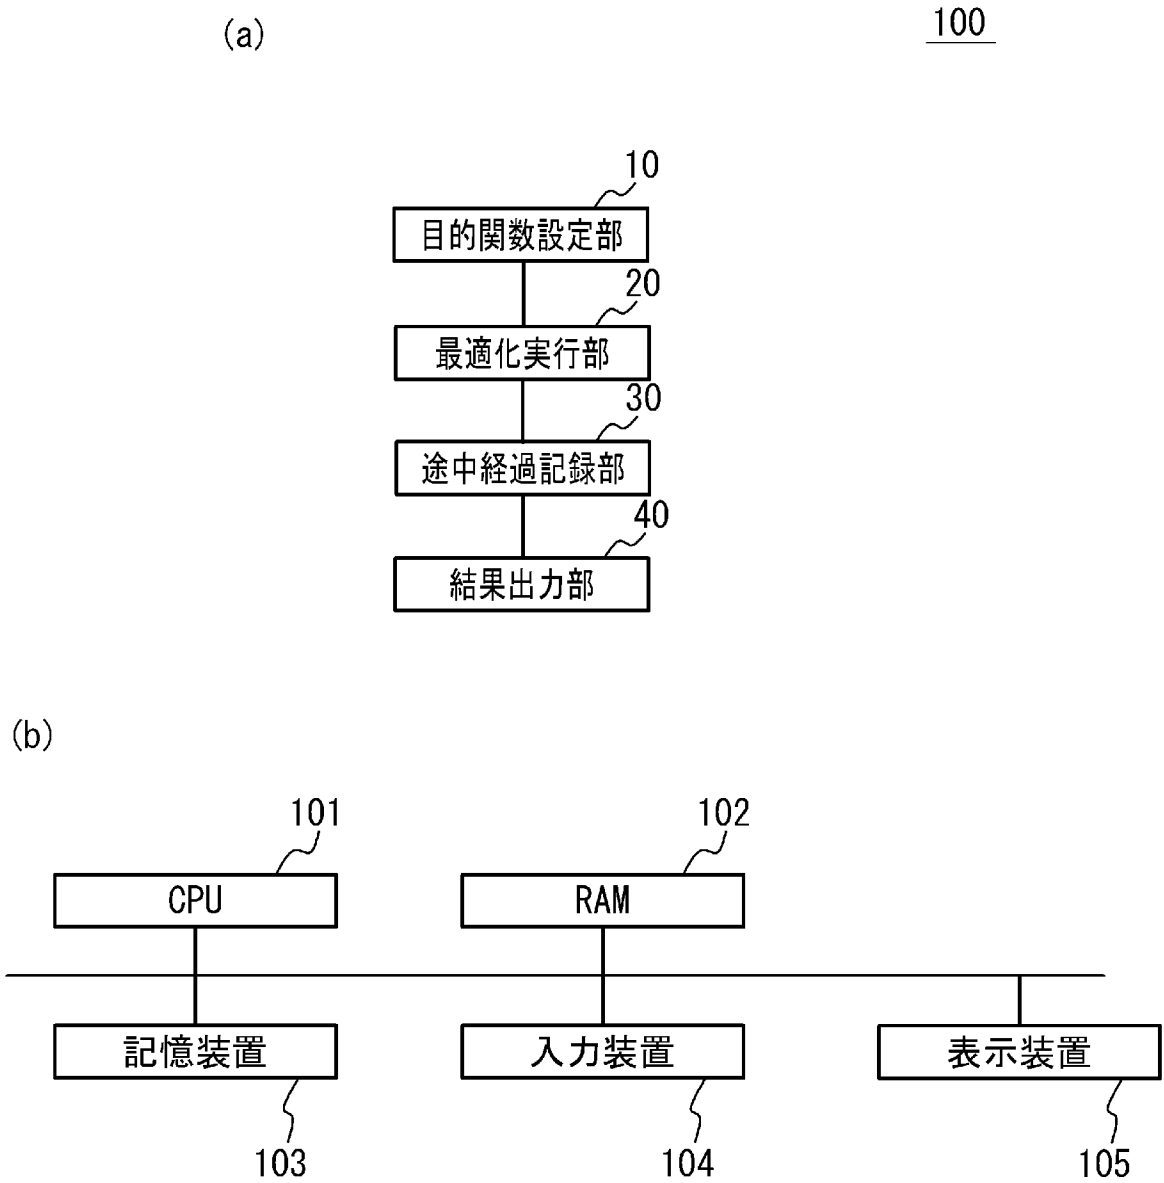 (a)
100
10
目的関数設定部
20
最適化実行部
30
途中経過記録部
40
結果出力部
(b)
101
102
CPU
RAM
記憶装置
入力装置
表示装置
103
104
105